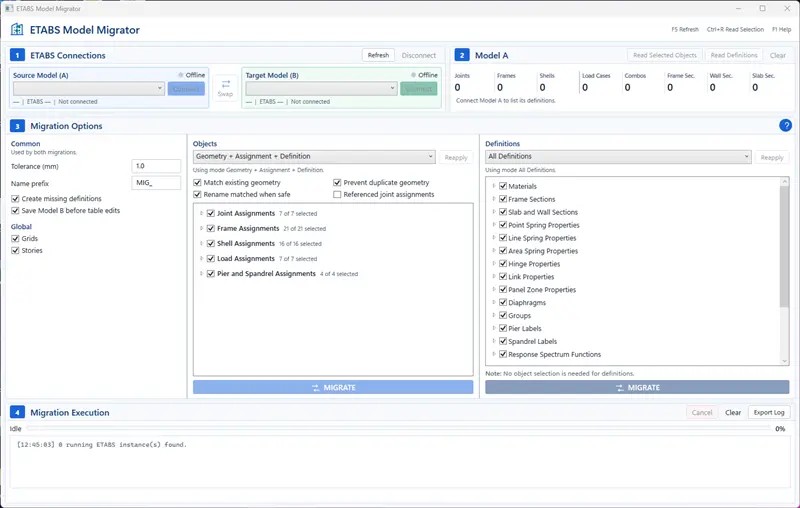 ETABS Model Migrator
ETABS Model Migrator
F5 Refresh Ctrl+R Read Selection F1 Help
1 ETABS Connections
Refresh Disconnect
Source Model (A) Offline
— | ETABS — | Not connected
Swap
Target Model (B) Offline
— | ETABS — | Not connected
2 Model A
Read Selected Objects Read Definitions Clear
Joints Frames Shells Load Cases Combos Frame Sec. Wall Sec. Slab Sec.
0 0 0 0 0 0 0 0
Connect Model A to list its definitions.
3 Migration Options
?
Common
Used by both migrations.
Tolerance (mm) 1.0
Name prefix MIG_
Create missing definitions
Save Model B before table edits
Global
Grids
Stories
Objects
Geometry + Assignment + Definition Reapply
Using mode Geometry + Assignment + Definition.
Match existing geometry Prevent duplicate geometry
Rename matched when safe Referenced joint assignments
Joint Assignments 7 of 7 selected
Frame Assignments 21 of 21 selected
Shell Assignments 16 of 16 selected
Load Assignments 7 of 7 selected
Pier and Spandrel Assignments 4 of 4 selected
MIGRATE
Definitions
All Definitions Reapply
Using mode All Definitions.
Materials
Frame Sections
Slab and Wall Sections
Point Spring Properties
Line Spring Properties
Area Spring Properties
Hinge Properties
Link Properties
Panel Zone Properties
Diaphragms
Groups
Pier Labels
Spandrel Labels
Response Spectrum Functions
Note: No object selection is needed for definitions.
MIGRATE
4 Migration Execution
Cancel Clear Export Log
Idle 0%
[12:45:03] 0 running ETABS instance(s) found.